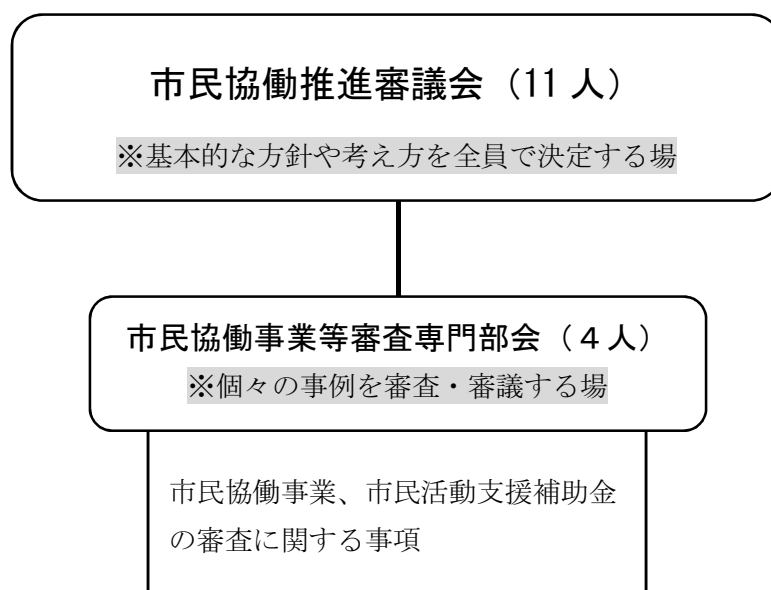 市民協働推進審議会（11 人）
※基本的な方針や考え方を全員で決定する場
市民協働事業等審査専門部会（４人）
※個々の事例を審査・審議する場
市民協働事業、市民活動支援補助金
の審査に関する事項